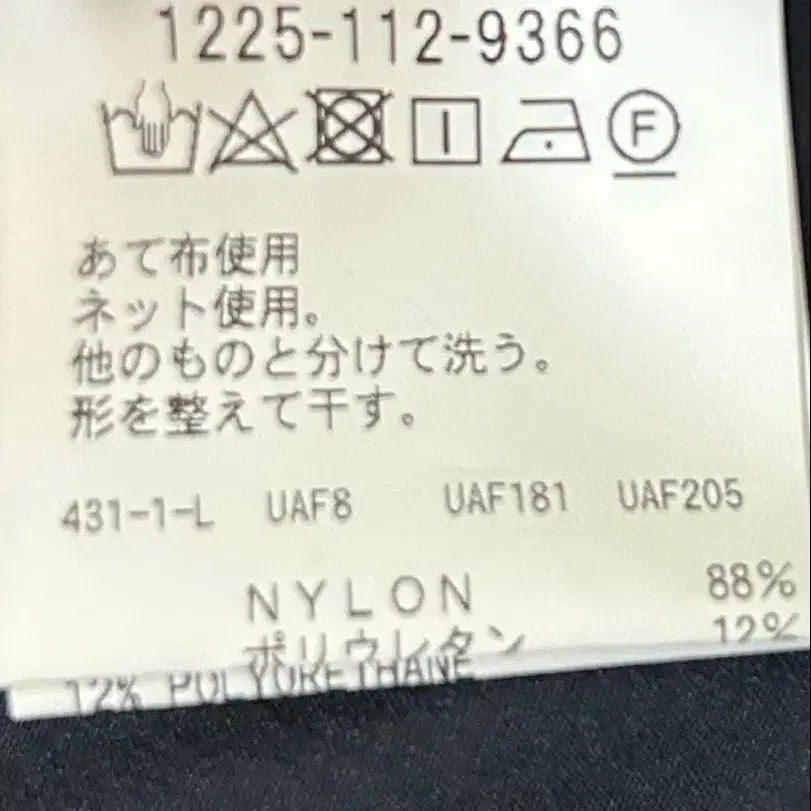 1225-112-9366
F
あて布使用
ネット使用。
他のものと分けて洗う。
形を整えて干す。
431-1-L UAF8 UAF181 UAF205
NYLON 88%
ポリウレタン 12%
12% POLYURETHANE